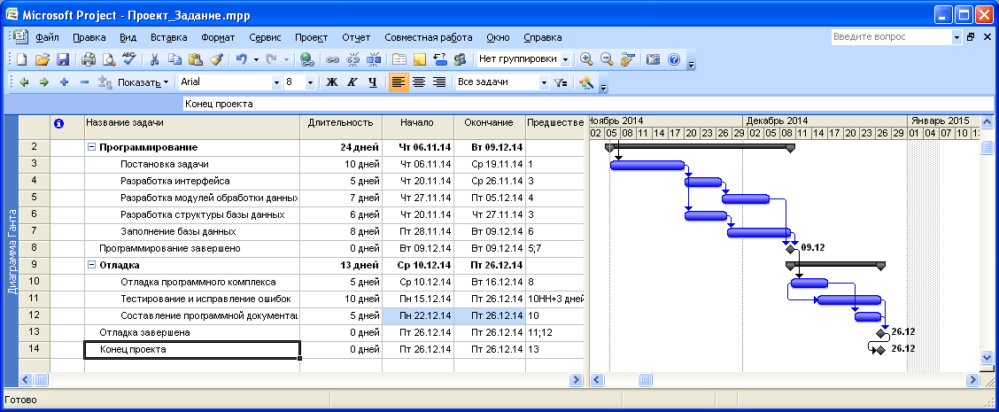 Microsoft Project - Проект_Задание.mpp
Файл Правка Вид Вставка Формат Сервис Проект Отчет Совместная работа Окно Справка Введите вопрос
Нет группировки
Показать Arial 8 Ж К Ч Все задачи
Конец проекта
Название задачи Длительность Начало Окончание Предшестве Ноябрь 2014 Декабрь 2014 Январь 2015
02 05 08 11 14 17 20 23 26 29 02 05 08 11 14 17 20 23 26 29 01 04 07 10 13
2 Программирование 24 дней Чт 06.11.14 Вт 09.12.14
3 Постановка задачи 10 дней Чт 06.11.14 Ср 19.11.14 1
4 Разработка интерфейса 5 дней Чт 20.11.14 Ср 26.11.14 3
5 Разработка модулей обработки данных 7 дней Чт 27.11.14 Пт 05.12.14 4
6 Разработка структуры базы данных 6 дней Чт 20.11.14 Чт 27.11.14 3
7 Заполнение базы данных 8 дней Пт 28.11.14 Вт 09.12.14 6
8 Программирование завершено 0 дней Вт 09.12.14 Вт 09.12.14 5;7 09.12
9 Отладка 13 дней Ср 10.12.14 Пт 26.12.14
10 Отладка программного комплекса 5 дней Ср 10.12.14 Вт 16.12.14 8
11 Тестирование и исправление ошибок 10 дней Пн 15.12.14 Пт 26.12.14 10НН+3 дней
12 Составление программной документац 5 дней Пн 22.12.14 Пт 26.12.14 10
13 Отладка завершена 0 дней Пт 26.12.14 Пт 26.12.14 11;12 26.12
14 Конец проекта 0 дней Пт 26.12.14 Пт 26.12.14 13 26.12
Диаграмма Ганта
Готово